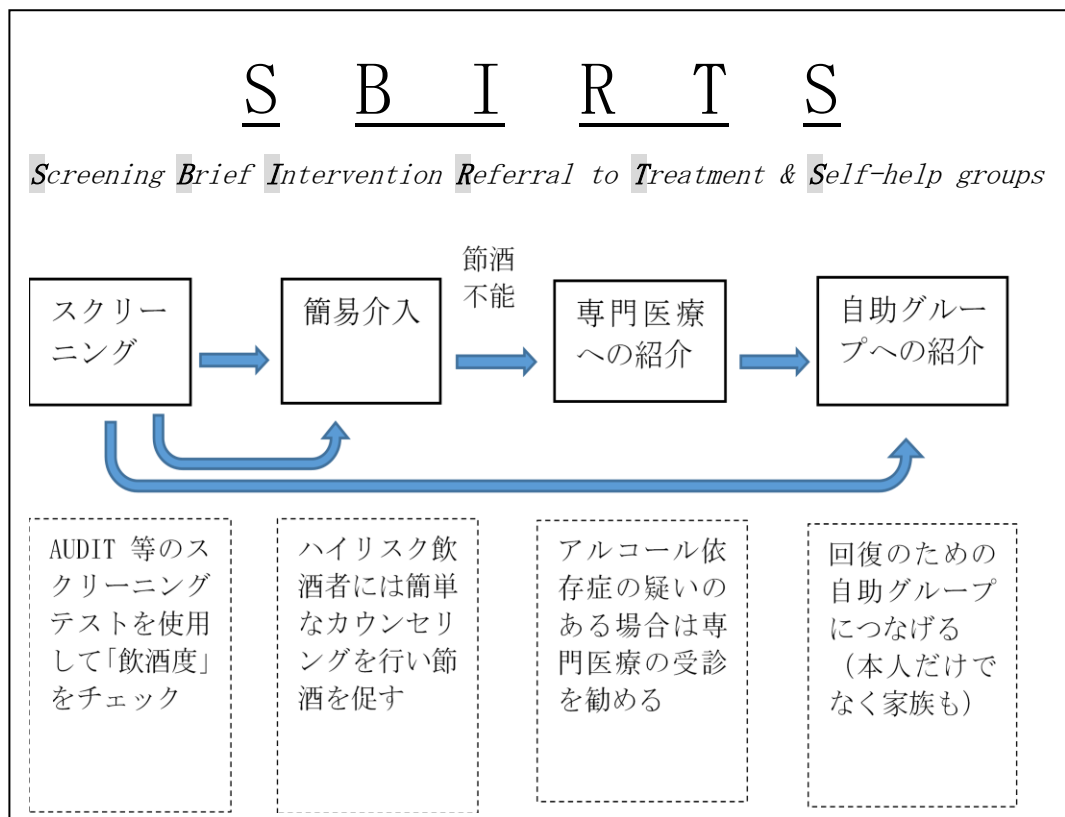 S B I R T S
Screening Brief Intervention Referral to Treatment & Self-help groups
節酒
不能
スクリー
ニング
簡易介入
専門医療
への紹介
自助グルー
プへの紹介
AUDIT 等のス
クリーニング
テストを使用
して「飲酒度」
をチェック
ハイリスク飲
酒者には簡単
なカウンセリ
ングを行い節
酒を促す
アルコール依
存症の疑いの
ある場合は専
門医療の受診
を勧める
回復のための
自助グループ
につなげる
（本人だけで
なく家族も）